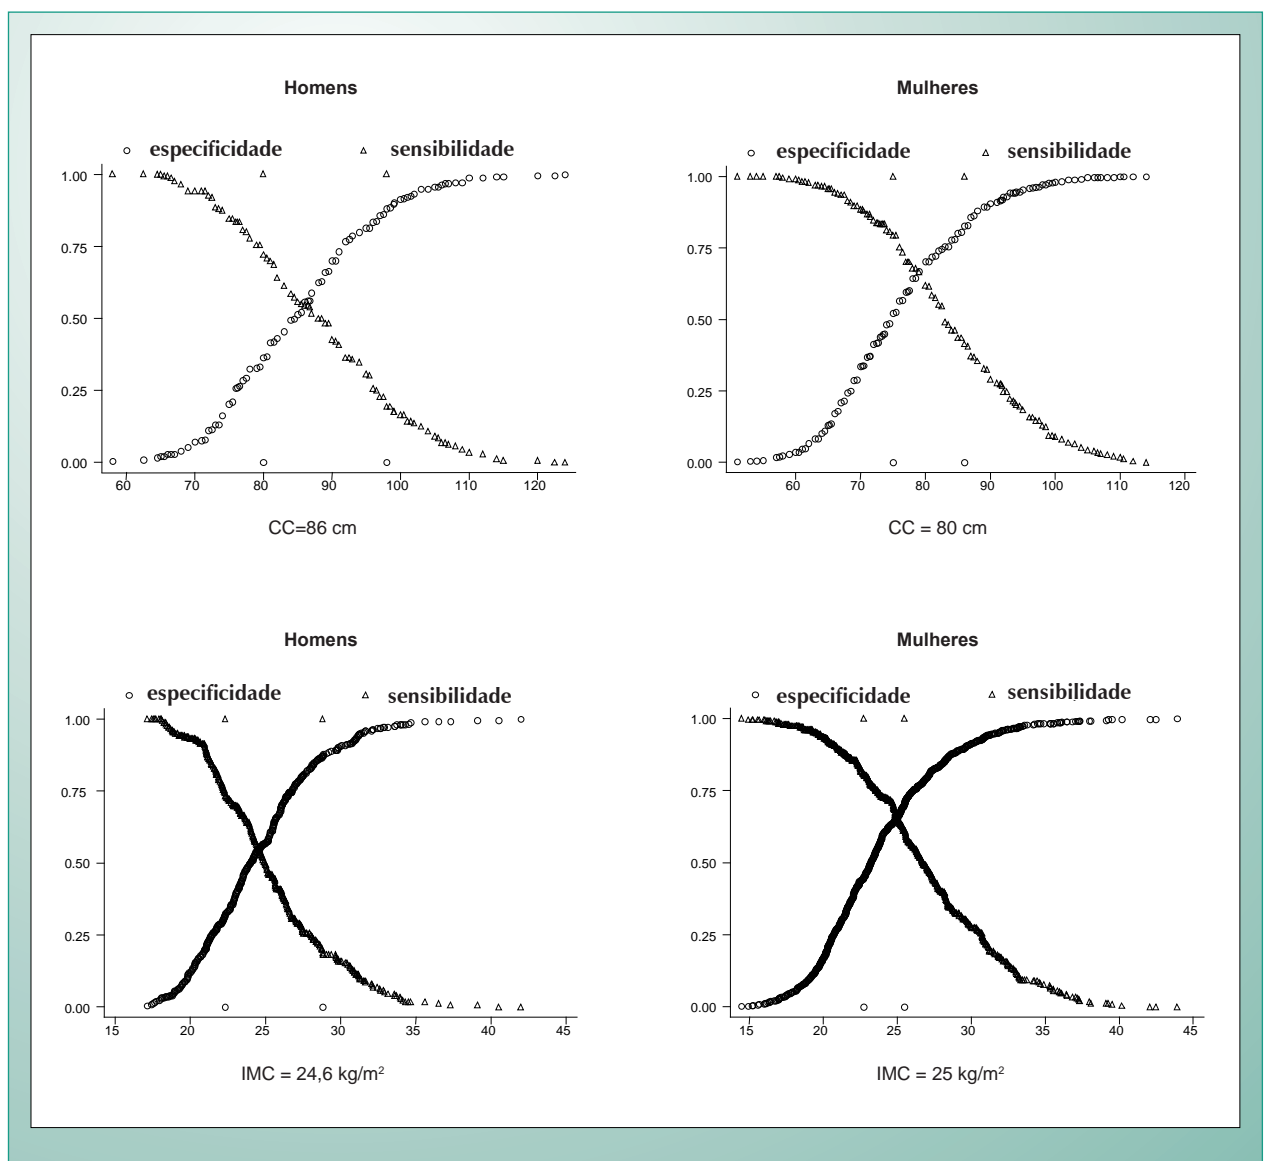 Homens
especificidade sensibilidade
1.00
0.75
0.50
0.25
0.00
60 70 80 90 100 110 120
CC=86 cm
Mulheres
especificidade sensibilidade
1.00
0.75
0.50
0.25
0.00
60 70 80 90 100 110 120
CC = 80 cm
Homens
especificidade sensibilidade
1.00
0.75
0.50
0.25
0.00
15 20 25 30 35 40 45
IMC = 24,6 kg/m²
Mulheres
especificidade sensibilidade
1.00
0.75
0.50
0.25
0.00
15 20 25 30 35 40 45
IMC = 25 kg/m²